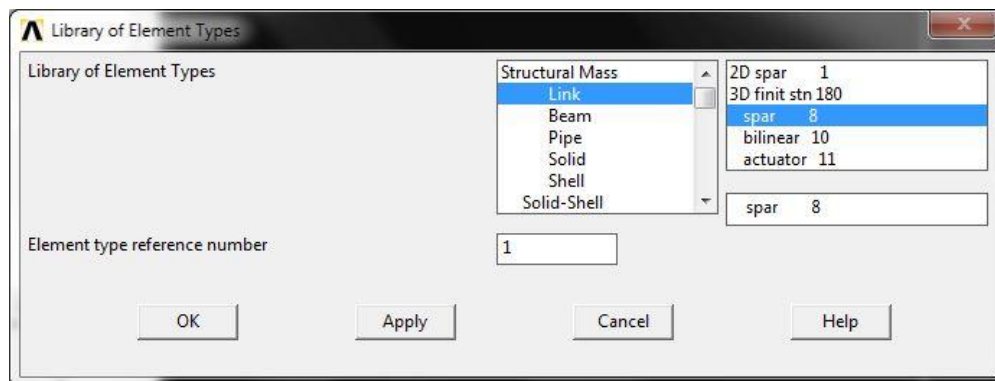 Library of Element Types
Library of Element Types
Structural Mass
Link
Beam
Pipe
Solid
Shell
Solid-Shell
2D spar 1
3D finit stn 180
spar 8
bilinear 10
actuator 11
spar 8
Element type reference number
1
OK
Apply
Cancel
Help